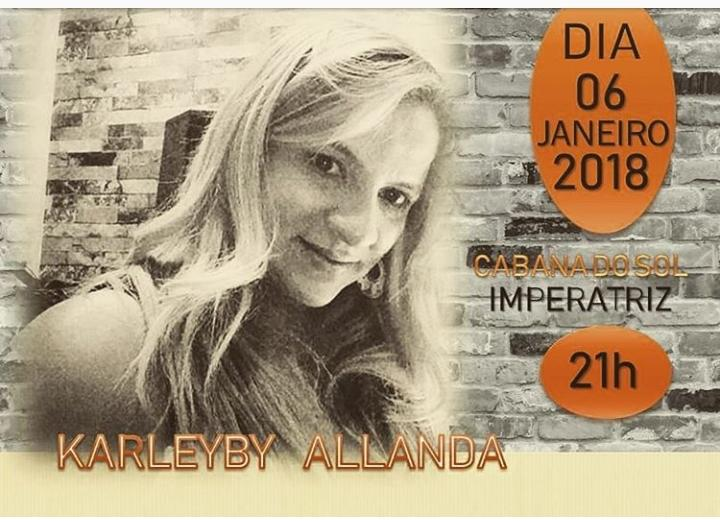 DIA
06
JANEIRO
2018
CABANA DO SOL
IMPERATRIZ
21h
KARLEYBY ALLANDA